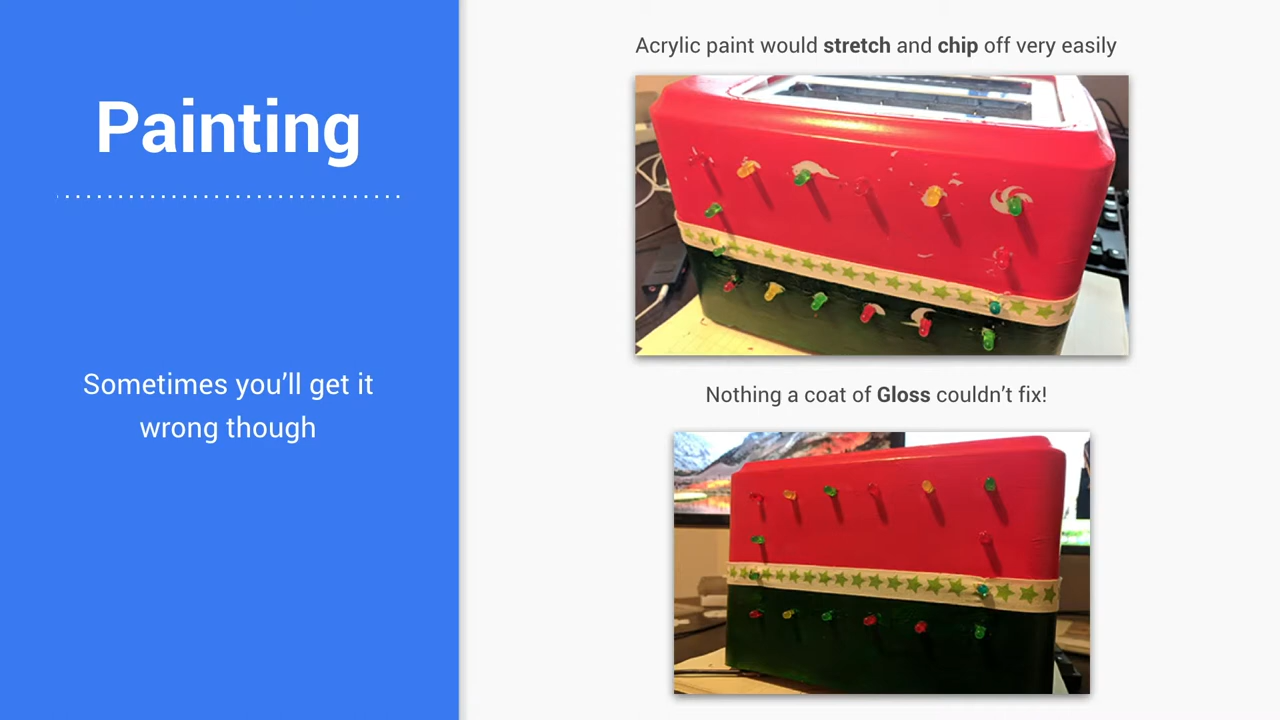 Painting
Sometimes you'll get it
wrong though
Acrylic paint would stretch and chip off very easily
Nothing a coat of Gloss couldn't fix!